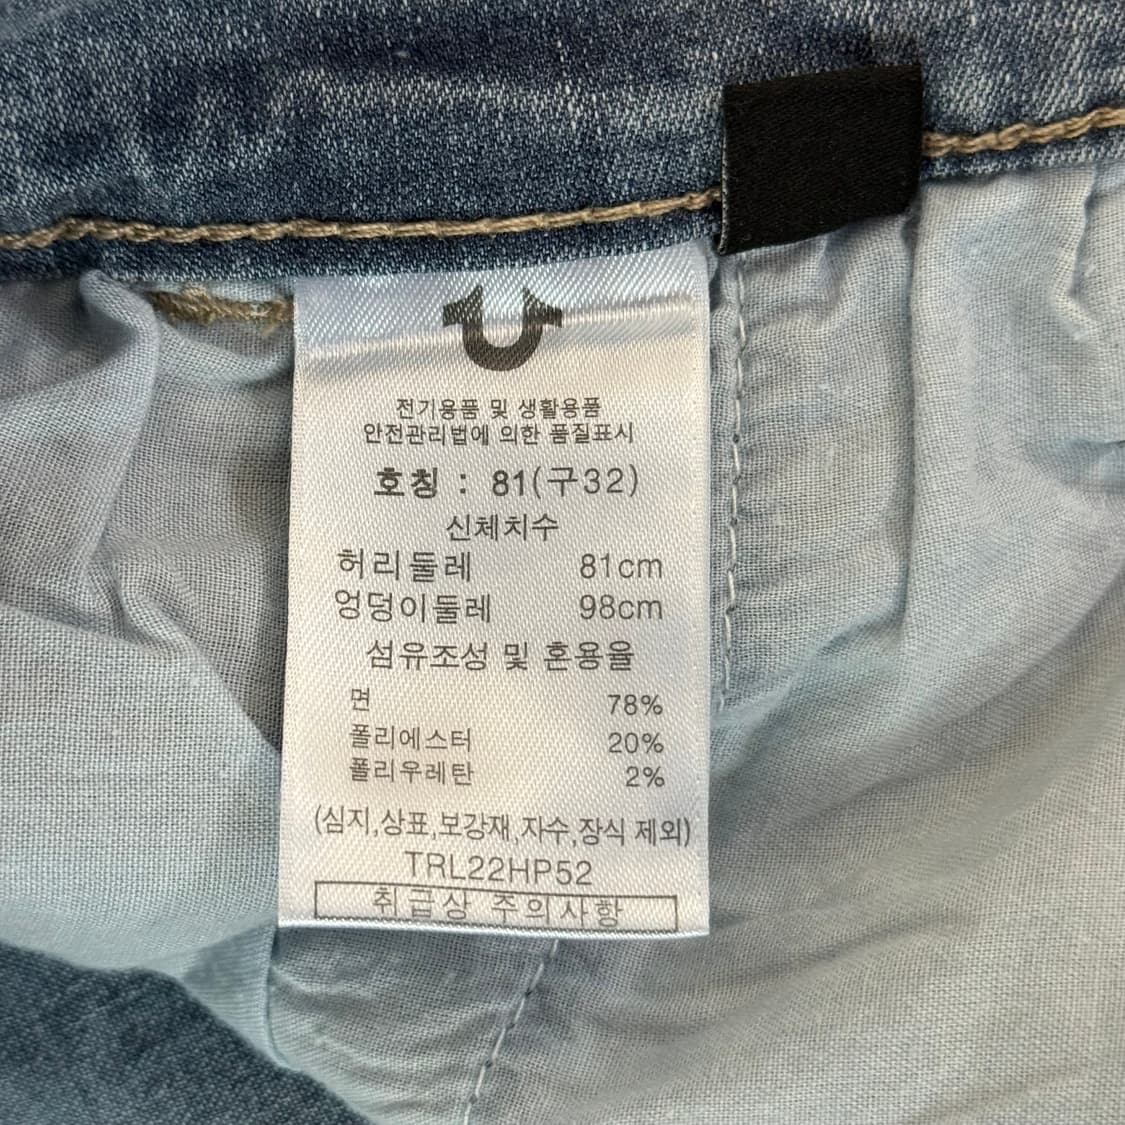 전기용품 및 생활용품
안전관리법에 의한 품질표시
호칭 : 81(구32)
신체치수
허리둘레 81cm
엉덩이둘레 98cm
섬유조성 및 혼용율
면 78%
폴리에스터 20%
폴리우레탄 2%
(심지,상표,보강재,자수,장식 제외)
TRL22HP52
취급상 주의사항